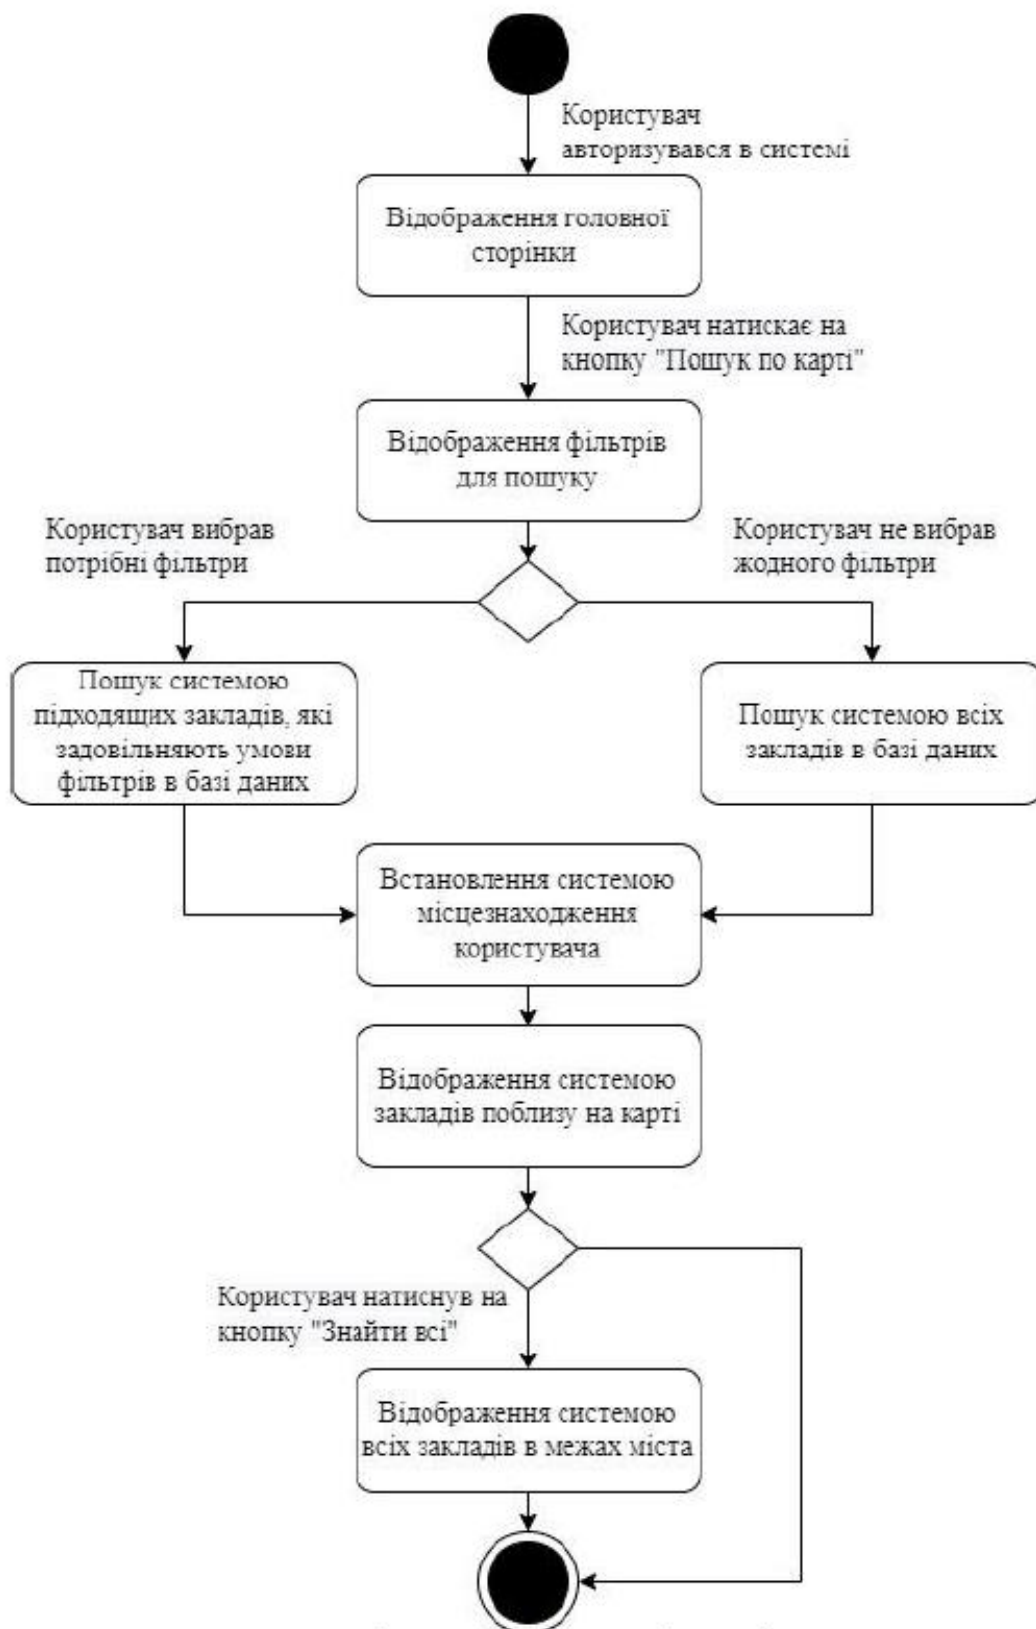 Користувач
авторизувався в системі
Відображення головної
сторінки
Користувач натискає на
кнопку "Пошук по карті"
Відображення фільтрів
для пошуку
Користувач вибрав
потрібні фільтри
Користувач не вибрав
жодного фільтри
Пошук системою
підходящих закладів, які
задовільняють умови
фільтрів в базі даних
Пошук системою всіх
закладів в базі даних
Встановлення системою
місцезнаходження
користувача
Відображення системою
закладів поблизу на карті
Користувач натиснув на
кнопку "Знайти всі"
Відображення системою
всіх закладів в межах міста